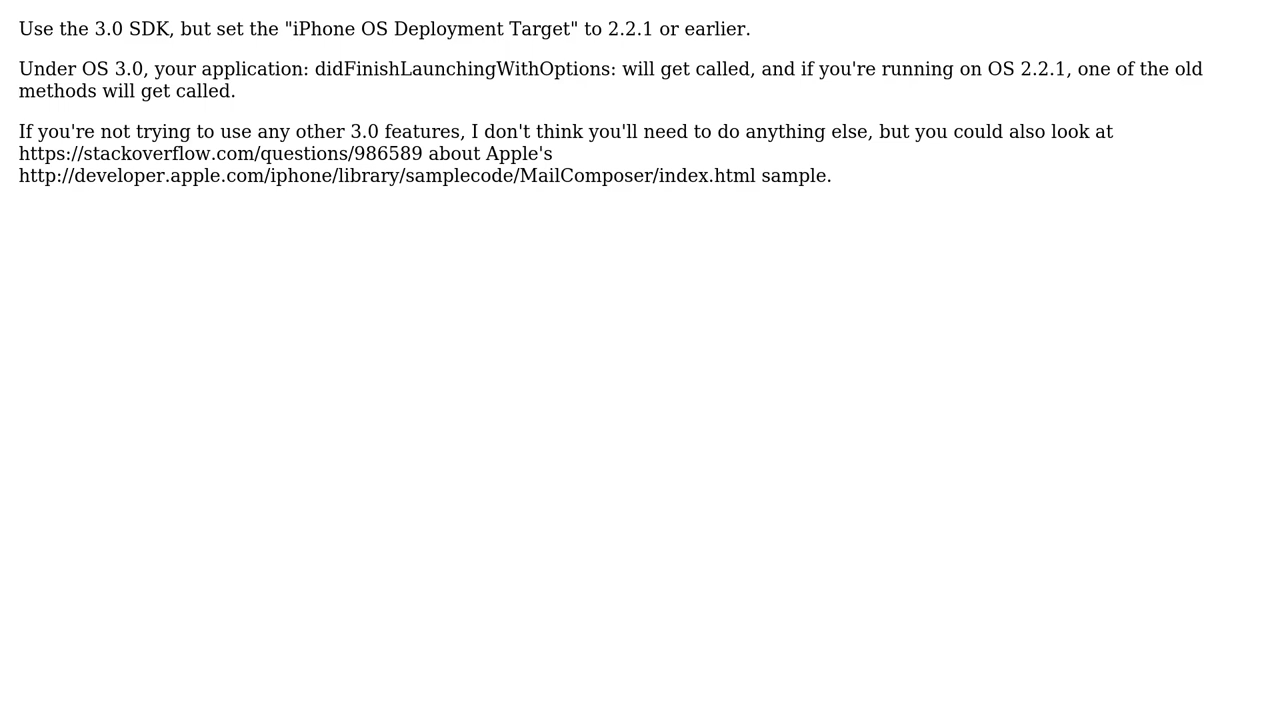 Use the 3.0 SDK, but set the "iPhone OS Deployment Target" to 2.2.1 or earlier.
Under OS 3.0, your application: didFinishLaunchingWithOptions: will get called, and if you're running on OS 2.2.1, one of the old
methods will get called.
If you're not trying to use any other 3.0 features, I don't think you'll need to do anything else, but you could also look at
https://stackoverflow.com/questions/986589 about Apple's
http://developer.apple.com/iphone/library/samplecode/MailComposer/index.html sample.